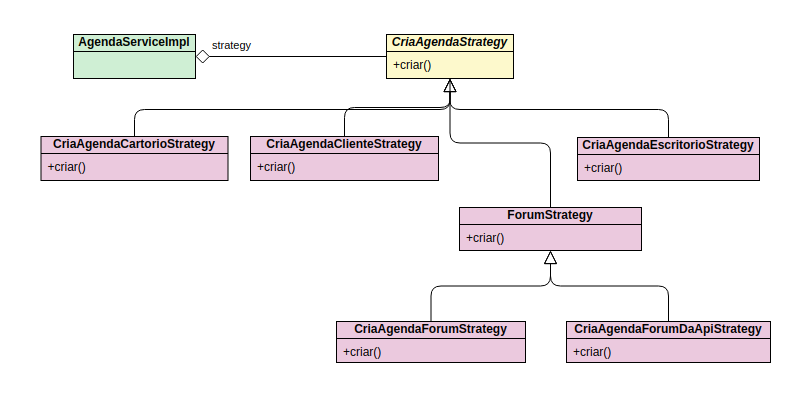 AgendaServiceImpl
strategy
CriaAgendaStrategy
+criar()
CriaAgendaCartorioStrategy
+criar()
CriaAgendaClienteStrategy
+criar()
CriaAgendaEscritorioStrategy
+criar()
ForumStrategy
+criar()
CriaAgendaForumStrategy
+criar()
CriaAgendaForumDaApiStrategy
+criar()